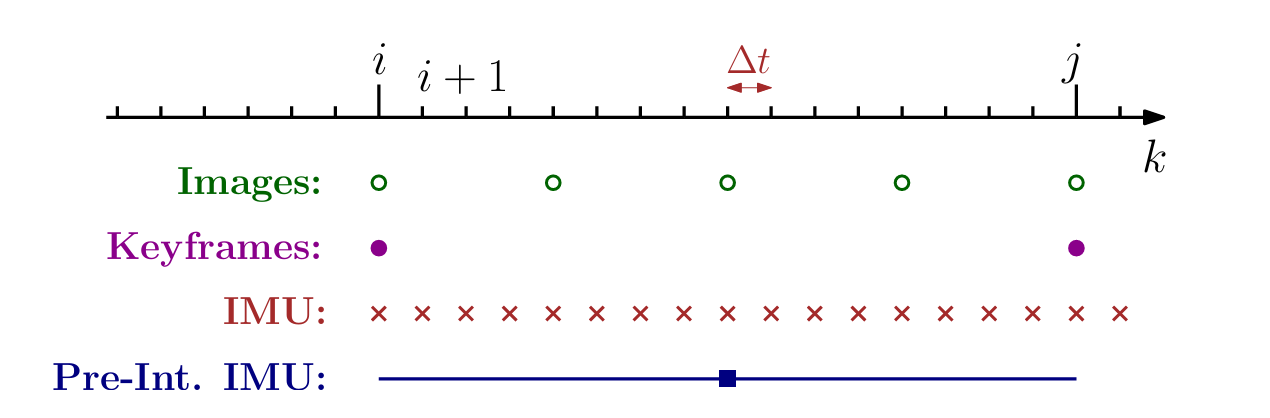 i
i + 1
Δt
j
k
Images:
Keyframes:
IMU:
Pre-Int. IMU: